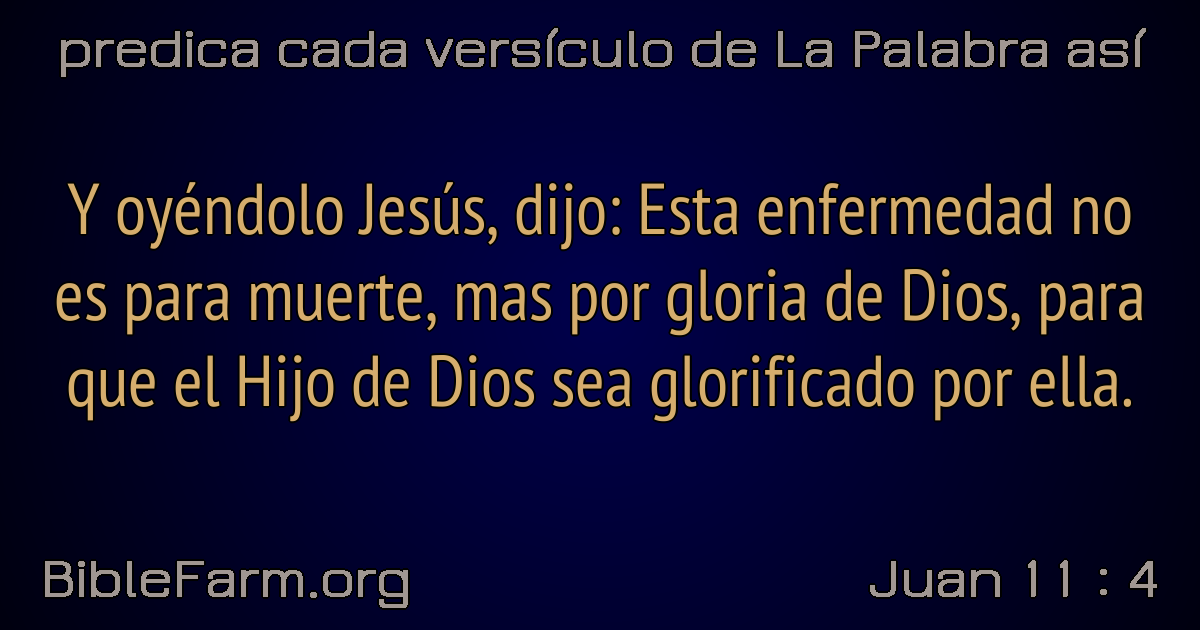 predica cada versículo de La Palabra así
Y oyéndolo Jesús, dijo: Esta enfermedad no
es para muerte, mas por gloria de Dios, para
que el Hijo de Dios sea glorificado por ella.
BibleFarm.org
Juan 11 : 4